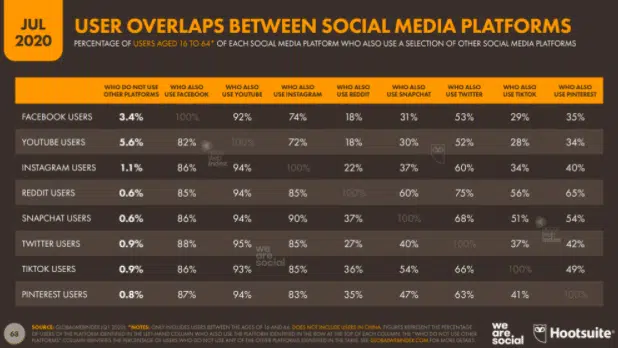 JUL
2020
USER OVERLAPS BETWEEN SOCIAL MEDIA PLATFORMS
PERCENTAGE OF USERS AGED 16 TO 64* OF EACH SOCIAL MEDIA PLATFORM WHO ALSO USE A SELECTION OF OTHER SOCIAL MEDIA PLATFORMS
WHO DO NOT USE OTHER PLATFORMS WHO ALSO USE FACEBOOK WHO ALSO USE YOUTUBE WHO ALSO USE INSTAGRAM WHO ALSO USE REDDIT WHO ALSO USE SNAPCHAT WHO ALSO USE TWITTER WHO ALSO USE TIKTOK WHO ALSO USE PINTEREST
FACEBOOK USERS 3.4% 100% 92% 74% 18% 31% 53% 29% 35%
YOUTUBE USERS 5.6% 82% 100% 72% 18% 30% 52% 28% 34%
INSTAGRAM USERS 1.1% 86% 94% 100% 22% 37% 60% 34% 40%
REDDIT USERS 0.6% 85% 94% 85% 100% 60% 75% 56% 65%
SNAPCHAT USERS 0.6% 86% 94% 90% 37% 100% 68% 51% 54%
TWITTER USERS 0.9% 88% 95% 85% 27% 40% 100% 37% 42%
TIKTOK USERS 0.9% 86% 93% 85% 36% 54% 66% 100% 49%
PINTEREST USERS 0.8% 87% 94% 83% 35% 47% 63% 41% 100%
we
are
social
68
SOURCE: GLOBALWEBINDEX (Q1 2020). *NOTES: ONLY INCLUDES USERS BETWEEN THE AGES OF 16 AND 64. DOES NOT INCLUDE USERS IN CHINA. FIGURES REPRESENT THE PERCENTAGE
OF USERS OF THE PLATFORM IDENTIFIED IN THE LEFT-HAND COLUMN WHO ALSO USE THE PLATFORM IDENTIFIED IN THE ROW AT THE TOP OF EACH COLUMN. THE "WHO DO NOT USE OTHER
PLATFORMS" COLUMN IDENTIFIES THE PERCENTAGE OF USERS WHO DO NOT USE ANY OF THE OTHER PLATFORMS IDENTIFIED IN THE TABLE. SEE GLOBALWEBINDEX.COM FOR MORE DETAILS.
we
are
social
Hootsuite